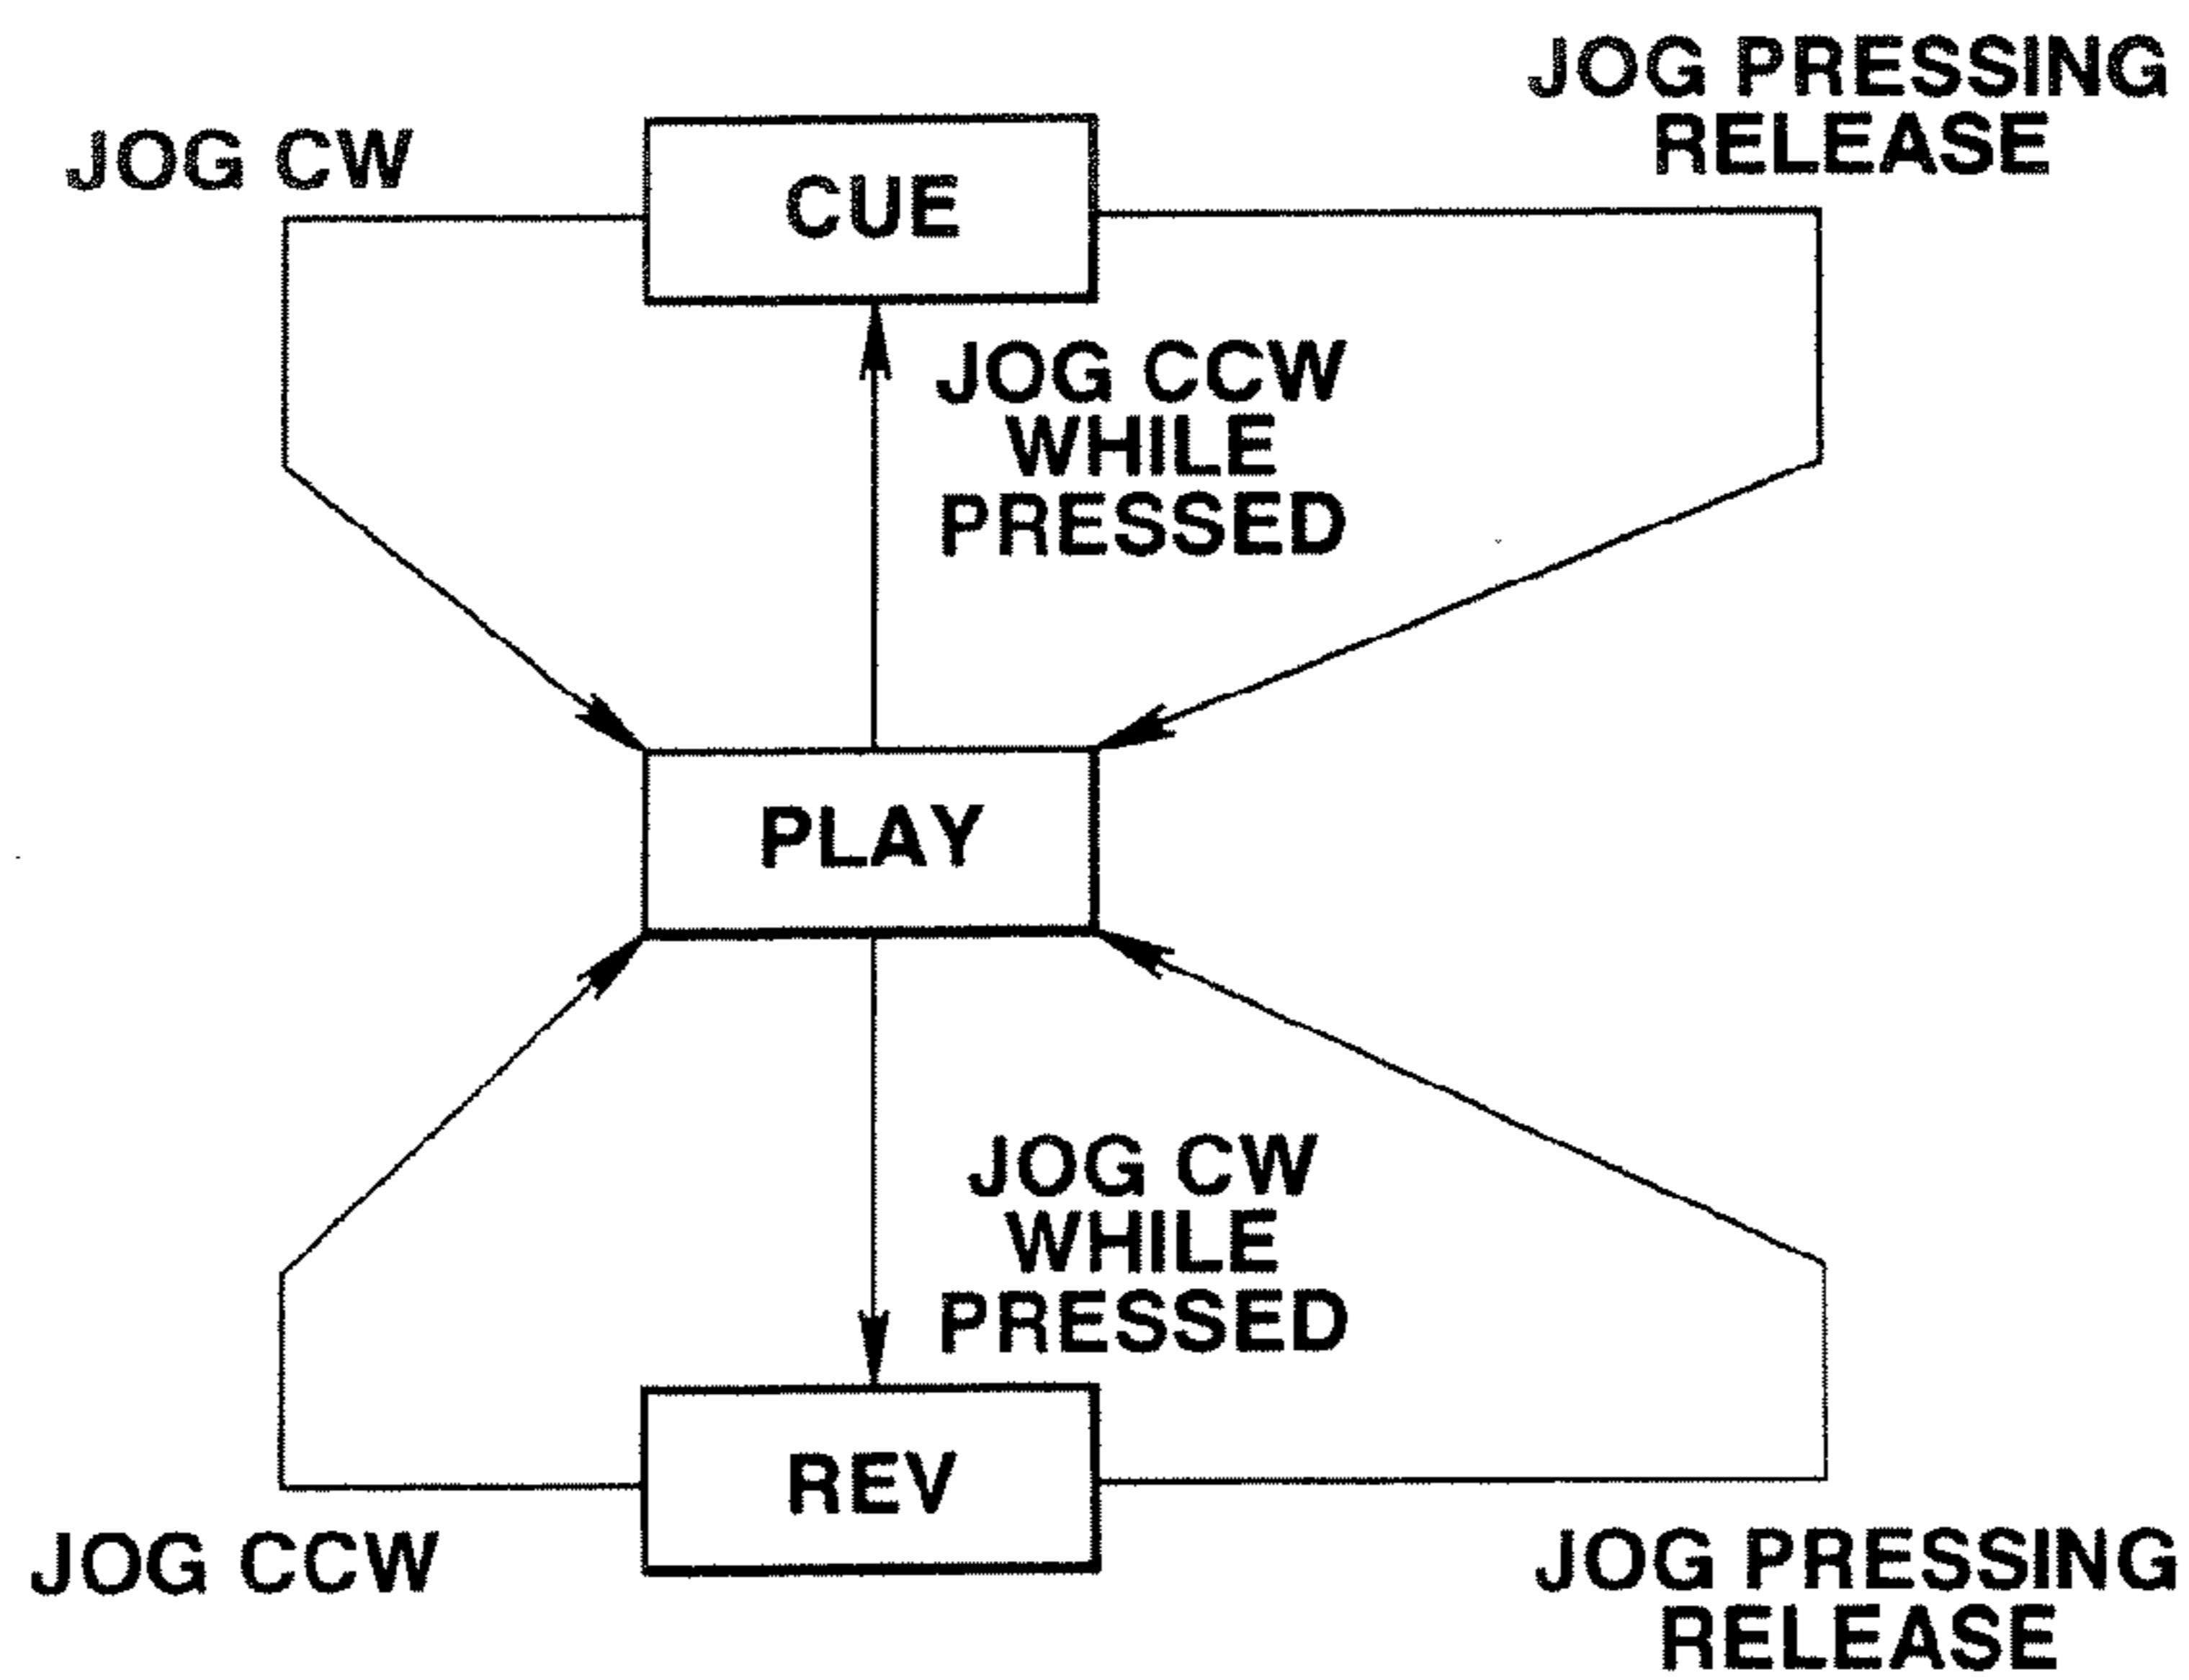 JOG PRESSING
RELEASE
JOG CW
CUE
JOG CCW
WHILE
PRESSED
PLAY
JOG CW
WHILE
PRESSED
REV
JOG CCW
JOG PRESSING
RELEASE